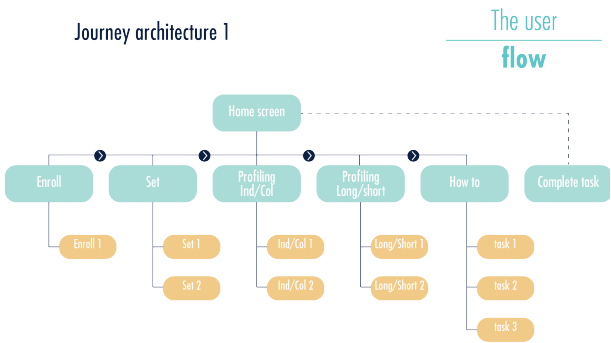 Journey architecture 1
The user
flow
Home screen
Enroll
Set
Profiling
Ind/Col
Profiling
Long/short
How to
Complete task
Enroll 1
Set 1
Ind/Col 1
Long/Short 1
task 1
Set 2
Ind/Col 2
Long/Short 2
task 2
task 3